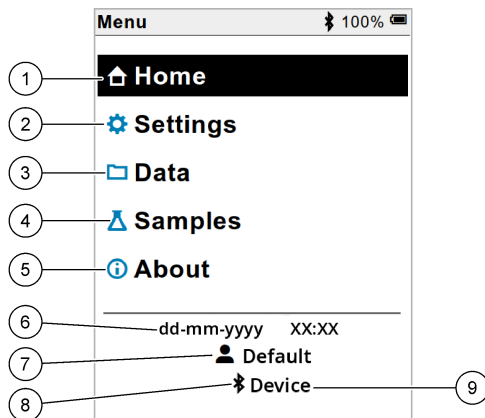 Menu 100%
1 Home
2 Settings
3 Data
4 Samples
5 About
6 dd-mm-yyyy XX:XX
7 Default
8 Device 9